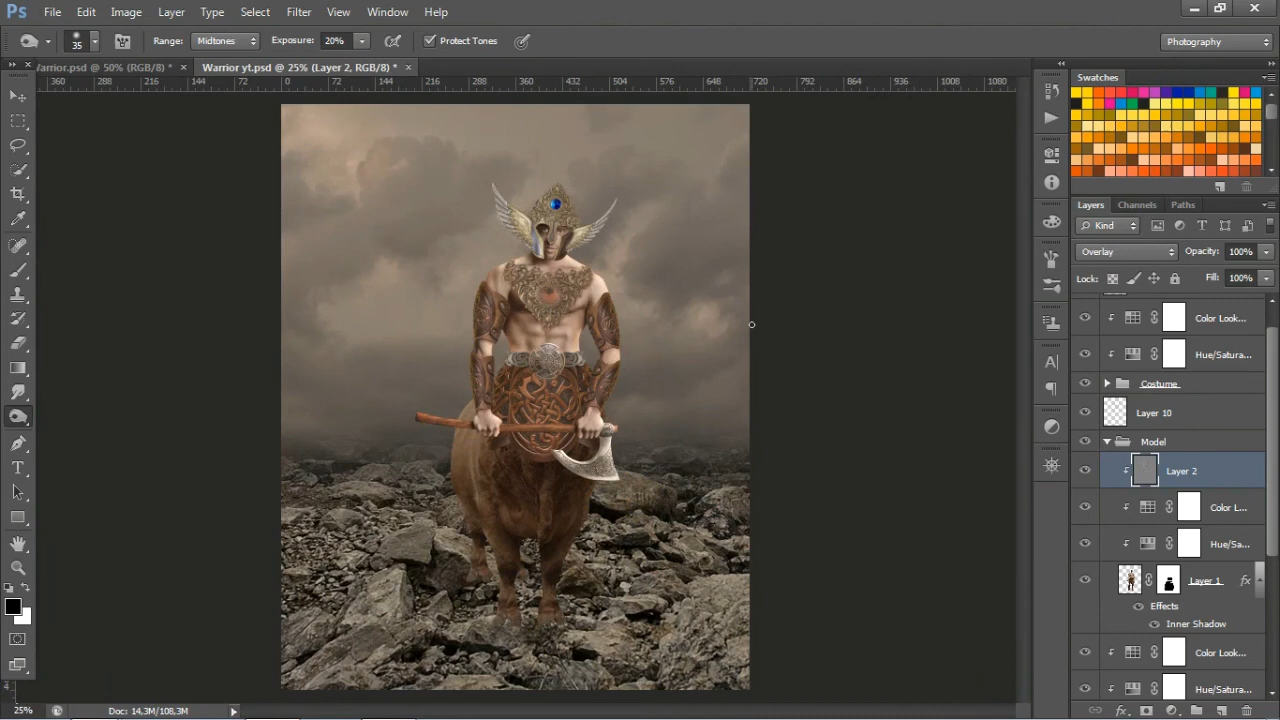 Ps File Edit Image Layer Type Select Filter View Window Help
35 Range: Midtones Exposure: 20% Protect Tones Photography
arrior.psd @ 50% (RGB/8) * × Warrior yt.psd @ 25% (Layer 2, RGB/8) * ×
360 288 216 144 72 0 72 144 216 288 360 432 504 576 648 720 792 864 936 1008 1080
Swatches
Layers Channels Paths
Kind
Overlay Opacity: 100%
Lock: Fill: 100%
Color Look...
Hue/Satura...
Costume
Layer 10
Model
Layer 2
Color L...
Hue/Sa...
Layer 1 fx
Effects
Inner Shadow
Color Look...
Hue/Satura...
25% Doc: 14,3M/108,3M